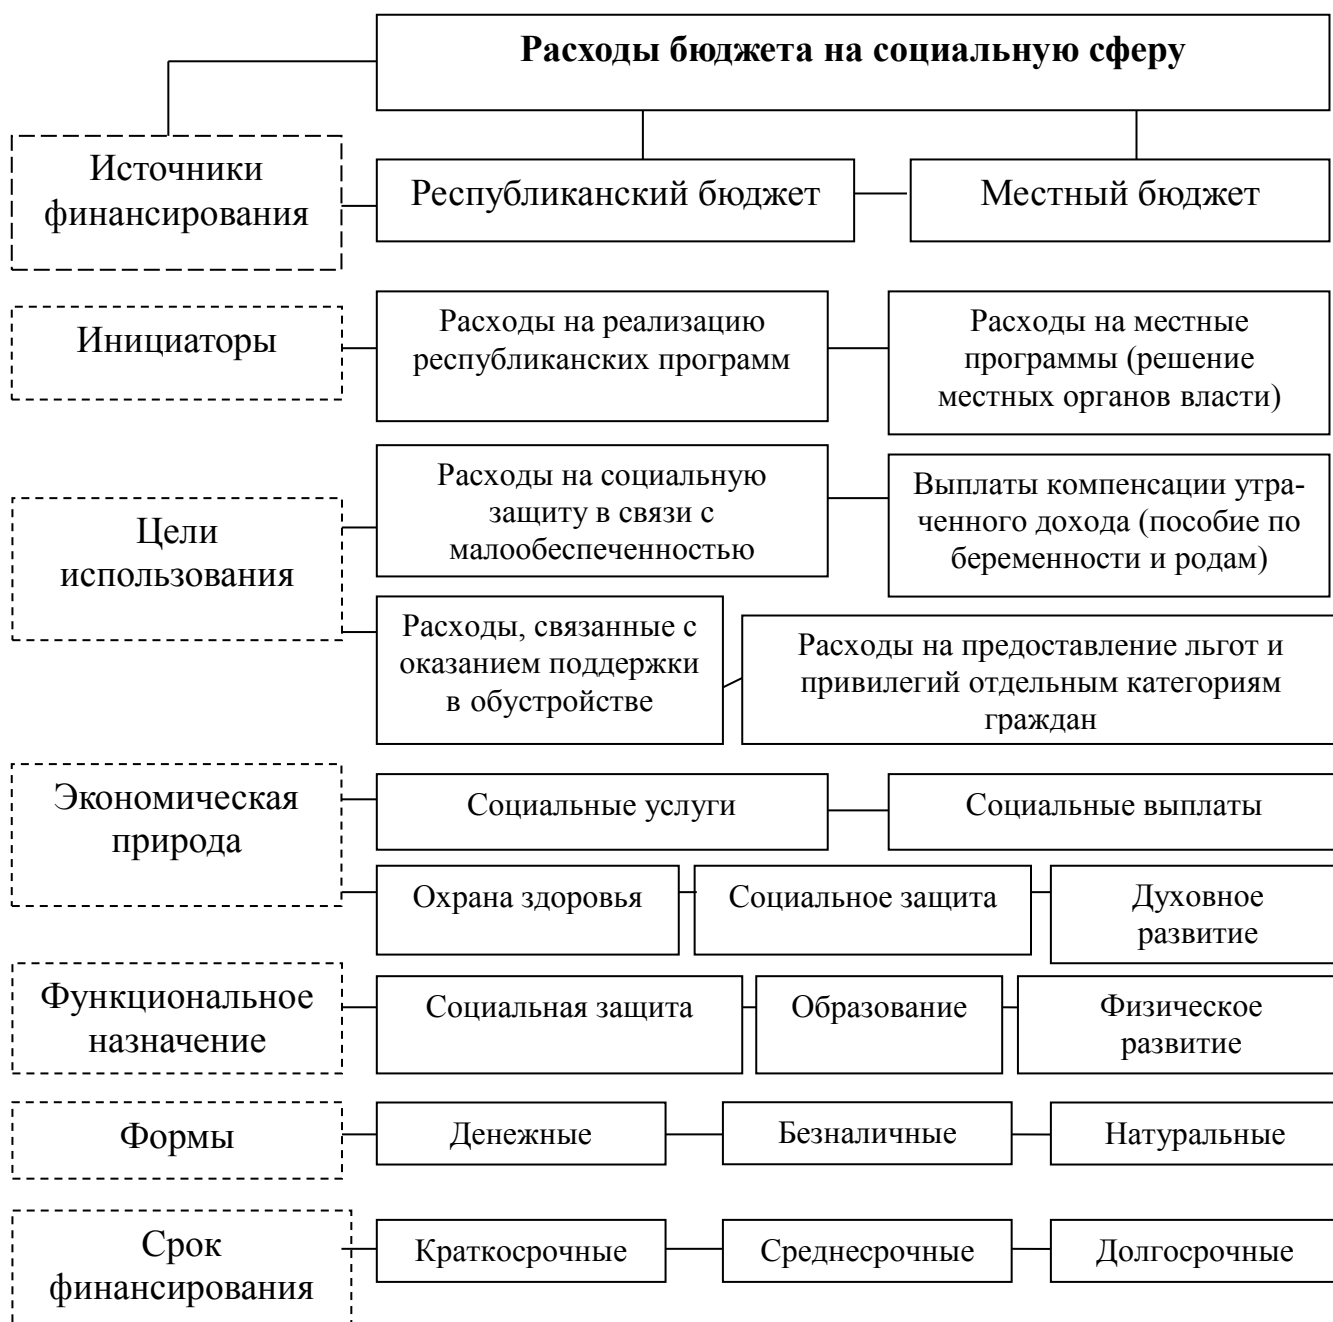 Расходы бюджета на социальную сферу
Источники
финансирования
Республиканский бюджет
Местный бюджет
Инициаторы
Расходы на реализацию
республиканских программ
Расходы на местные
программы (решение
местных органов власти)
Цели
использования
Расходы на социальную
защиту в связи с
малообеспеченностью
Выплаты компенсации утра-
ченного дохода (пособие по
беременности и родам)
Расходы, связанные с
оказанием поддержки
в обустройстве
Расходы на предоставление льгот и
привилегий отдельным категориям
граждан
Экономическая
природа
Социальные услуги
Социальные выплаты
Охрана здоровья
Социальное защита
Духовное
развитие
Функциональное
назначение
Социальная защита
Образование
Физическое
развитие
Формы
Денежные
Безналичные
Натуральные
Срок
финансирования
Краткосрочные
Среднесрочные
Долгосрочные